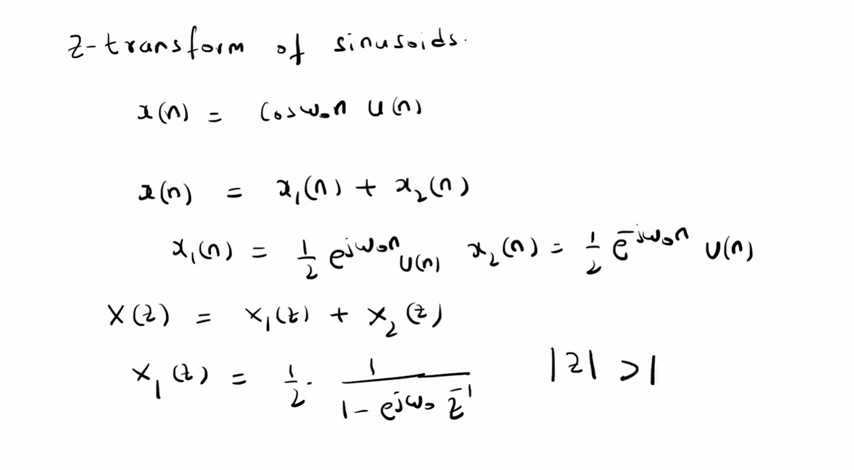 Z-transform of sinusoids.
x(n) = Cosω₀n u(n)
x(n) = x₁(n) + x₂(n)
x₁(n) = 1/2 e^{jω₀n} u(n)  x₂(n) = 1/2 e^{-jω₀n} u(n)
X(z) = X₁(z) + X₂(z)
X₁(z) = 1/2 · 1/(1 - e^{jω₀} z^{-1})  |z| > 1